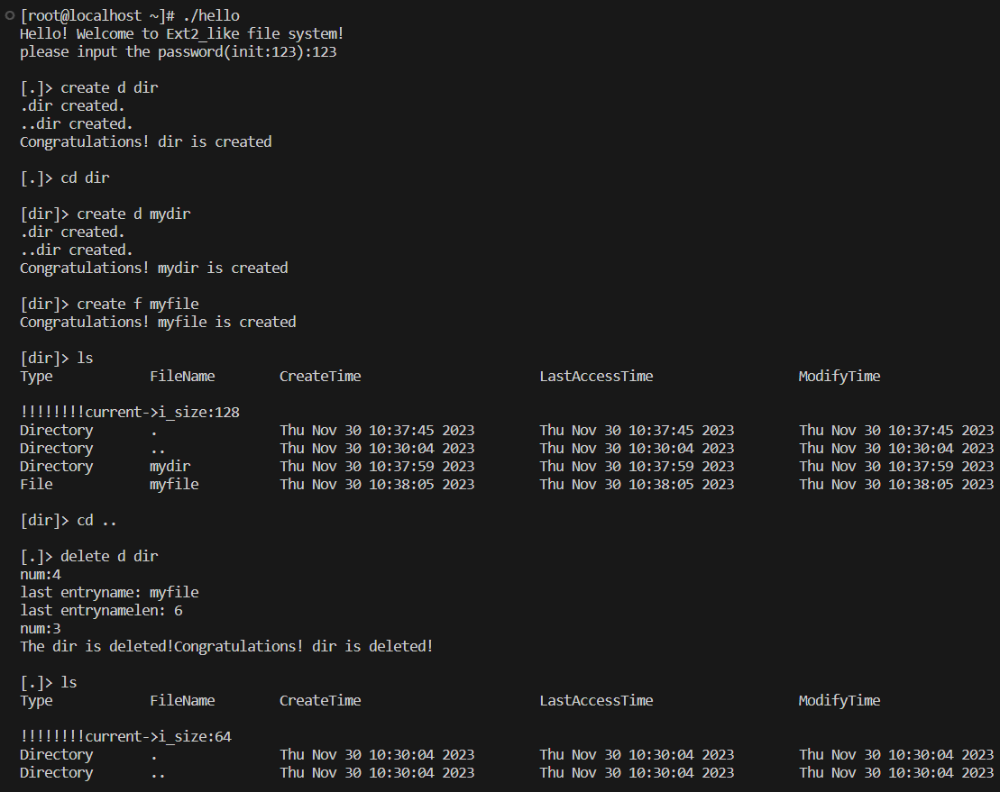 [root@localhost ~]# ./hello
Hello! Welcome to Ext2_like file system!
please input the password(init:123):123
[.]> create d dir
.dir created.
..dir created.
Congratulations! dir is created
[.]> cd dir
[dir]> create d mydir
.dir created.
..dir created.
Congratulations! mydir is created
[dir]> create f myfile
Congratulations! myfile is created
[dir]> ls
Type FileName CreateTime LastAccessTime ModifyTime
!!!!!!!!current->i_size:128
Directory . Thu Nov 30 10:37:45 2023 Thu Nov 30 10:37:45 2023 Thu Nov 30 10:37:45 2023
Directory .. Thu Nov 30 10:30:04 2023 Thu Nov 30 10:30:04 2023 Thu Nov 30 10:30:04 2023
Directory mydir Thu Nov 30 10:37:59 2023 Thu Nov 30 10:37:59 2023 Thu Nov 30 10:37:59 2023
File myfile Thu Nov 30 10:38:05 2023 Thu Nov 30 10:38:05 2023 Thu Nov 30 10:38:05 2023
[dir]> cd ..
[.]> delete d dir
num:4
last entryname: myfile
last entrynamelen: 6
num:3
The dir is deleted!Congratulations! dir is deleted!
[.]> ls
Type FileName CreateTime LastAccessTime ModifyTime
!!!!!!!!current->i_size:64
Directory . Thu Nov 30 10:30:04 2023 Thu Nov 30 10:30:04 2023 Thu Nov 30 10:30:04 2023
Directory .. Thu Nov 30 10:30:04 2023 Thu Nov 30 10:30:04 2023 Thu Nov 30 10:30:04 2023